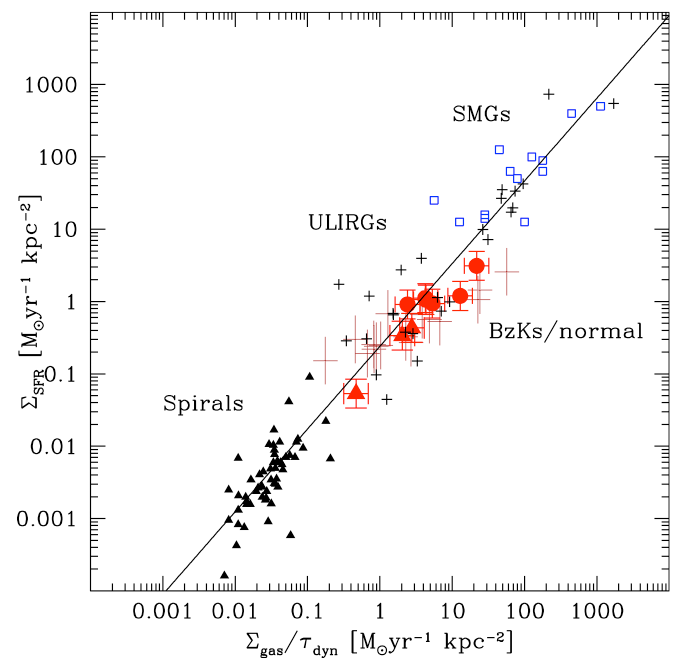 1000
100
10
1
0.1
0.01
0.001
Σ_SFR [M_⊙yr⁻¹ kpc⁻²]
SMGs
ULIRGs
BzKs/normal
Spirals
0.001 0.01 0.1 1 10 100 1000
Σ_gas/τ_dyn [M_⊙yr⁻¹ kpc⁻²]